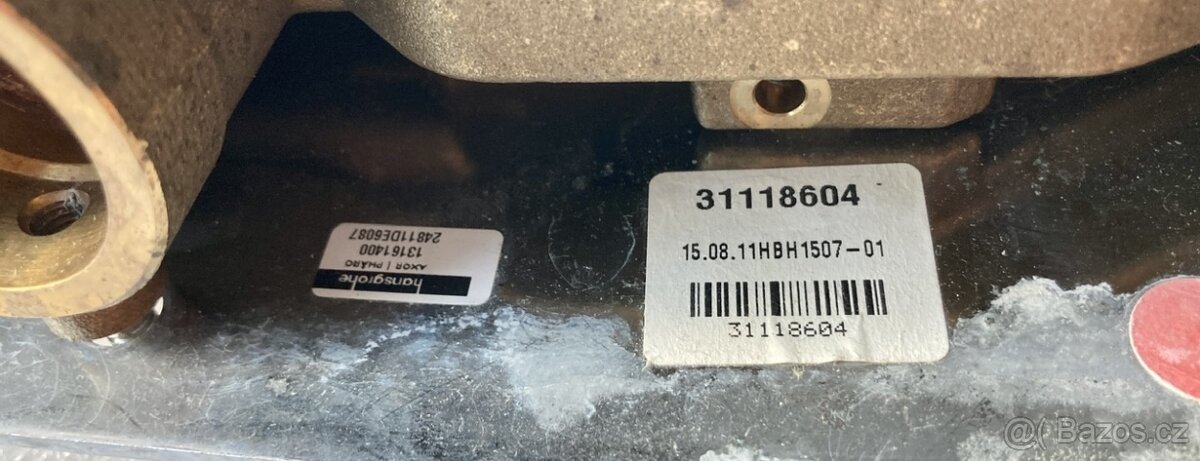 31118604
15.08.11HBH1507-01
31118604
hansgrohe
AXOR | PHARO
13161400
24811DE6087
@( Bazos.cz